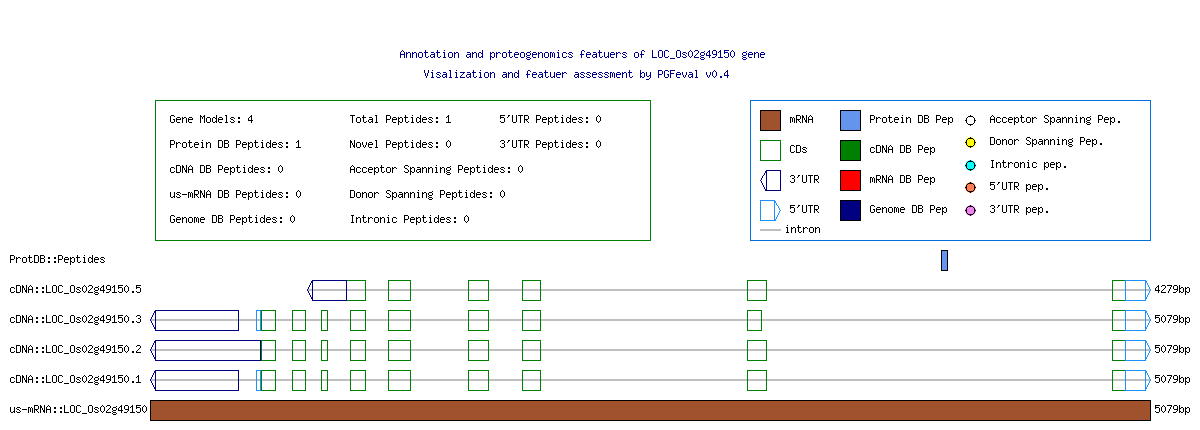 Annotation and proteogenomics featuers of LOC_Os02g49150 gene
Visalization and featuer assessment by PGFeval v0.4
Gene Models: 4 Total Peptides: 1 5'UTR Peptides: 0
Protein DB Peptides: 1 Novel Peptides: 0 3'UTR Peptides: 0
cDNA DB Peptides: 0 Acceptor Spanning Peptides: 0
us-mRNA DB Peptides: 0 Donor Spanning Peptides: 0
Genome DB Peptides: 0 Intronic Peptides: 0
mRNA Protein DB Pep Acceptor Spanning Pep.
CDs cDNA DB Pep Donor Spanning Pep.
3'UTR mRNA DB Pep Intronic pep.
5'UTR Genome DB Pep 5'UTR pep.
intron 3'UTR pep.
ProtDB::Peptides
cDNA::LOC_Os02g49150.5 4279bp
cDNA::LOC_Os02g49150.3 5079bp
cDNA::LOC_Os02g49150.2 5079bp
cDNA::LOC_Os02g49150.1 5079bp
us-mRNA::LOC_Os02g49150 5079bp